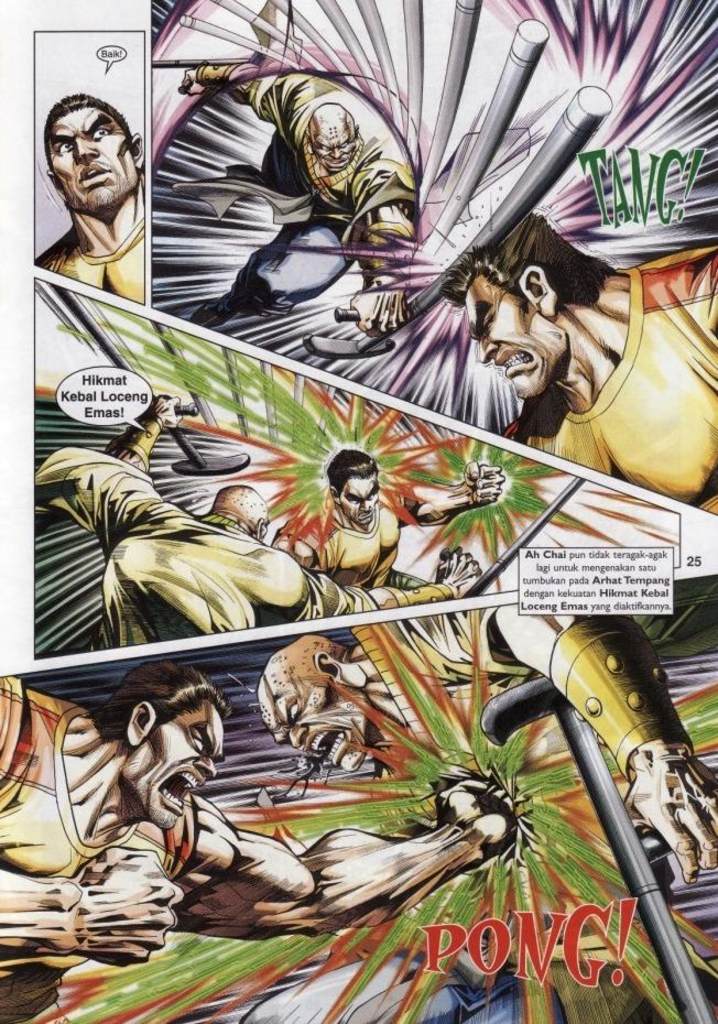 Baik!
TANG!
Hikmat
Kebal Loceng
Emas!
Ah Chai pun tidak teragak-agak
lagi untuk mengenakan satu
tumbukan pada Arhat Tempang
dengan kekuatan Hikmat Kebal
Loceng Emas yang diaktifkannya.
25
PONG!